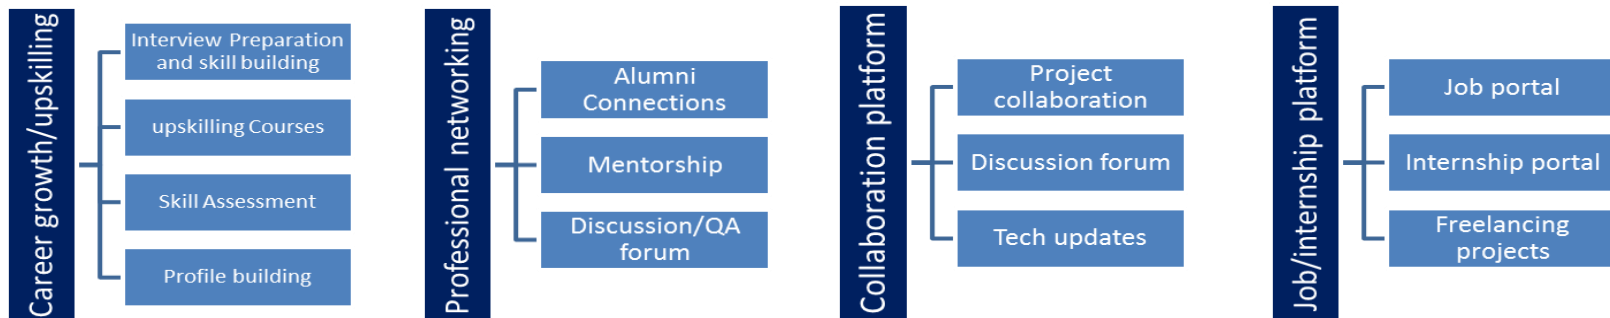 Career growth/upskilling
Interview Preparation
and skill building
upskilling Courses
Skill Assessment
Profile building
Professional networking
Alumni
Connections
Mentorship
Discussion/QA
forum
Collaboration platform
Project
collaboration
Discussion forum
Tech updates
Job/internship platform
Job portal
Internship portal
Freelancing
projects